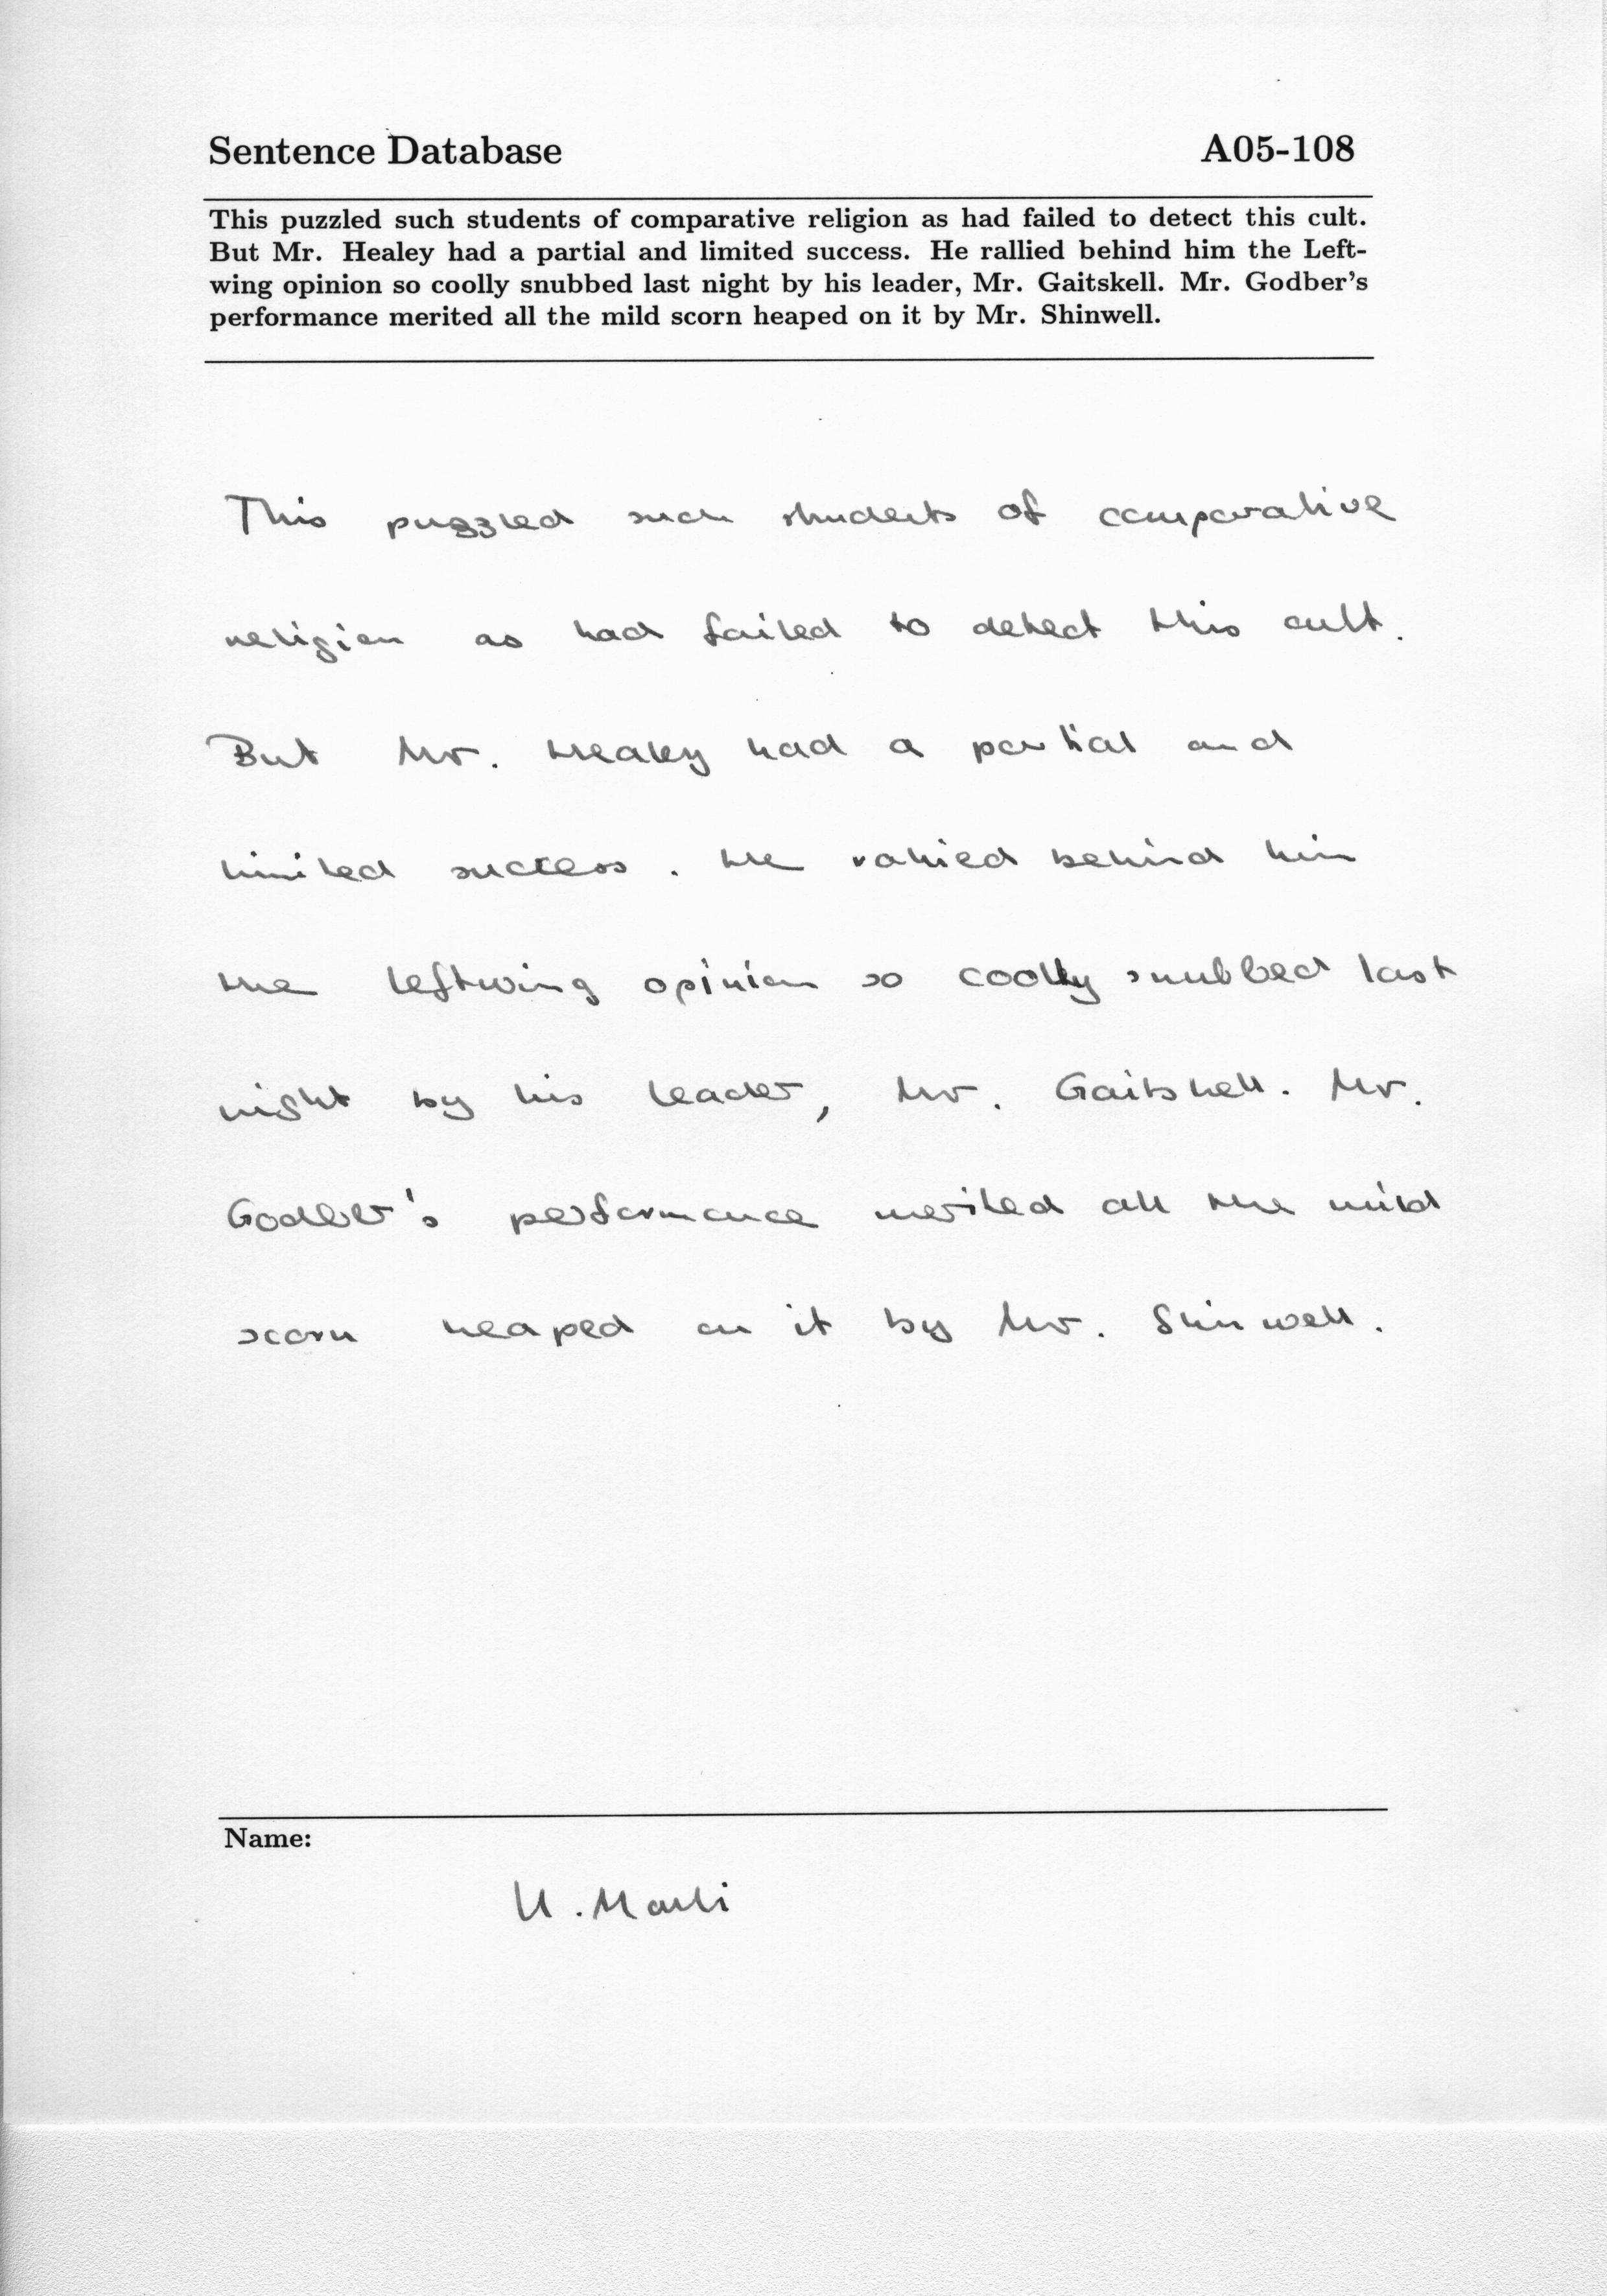 Sentence Database A05-108
This puzzled such students of comparative religion as had failed to detect this cult.
But Mr. Healey had a partial and limited success. He rallied behind him the Left-
wing opinion so coolly snubbed last night by his leader, Mr. Gaitskell. Mr. Godber's
performance merited all the mild scorn heaped on it by Mr. Shinwell.
This puzzled such students of comparative
religion as had failed to detect this cult.
But Mr. Healey had a partial and
limited success. He rallied behind him
the leftwing opinion so coolly snubbed last
night by his leader, Mr. Gaitskell. Mr.
Godber's performance merited all the mild
scorn heaped on it by Mr. Shinwell.
Name:
U. Marti